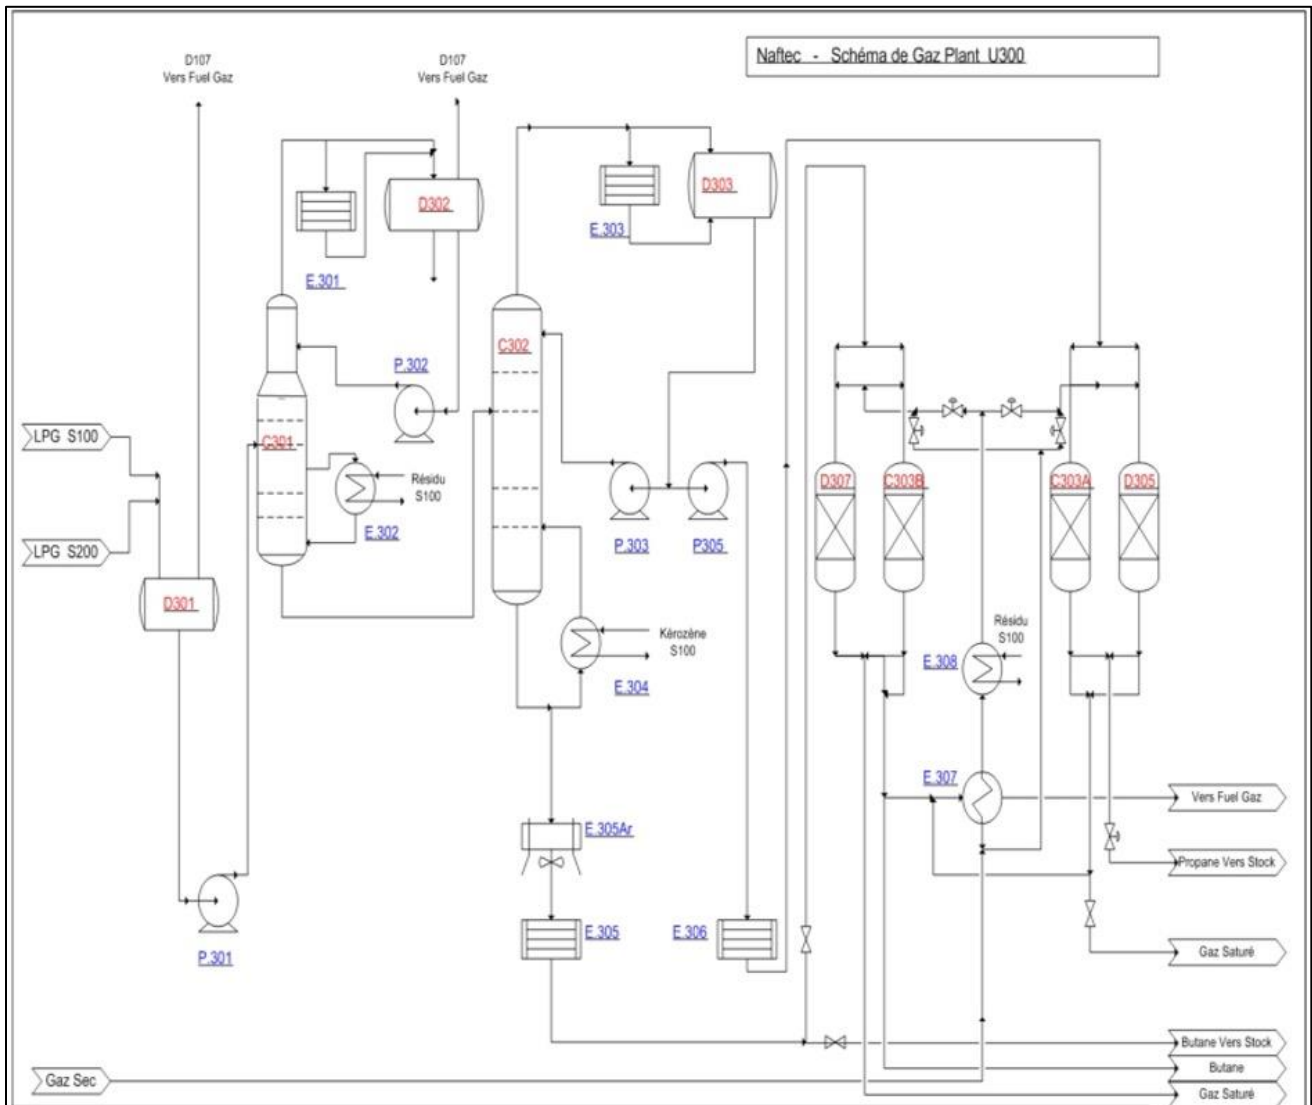 Naftec - Schéma de Gaz Plant U300
D107
Vers Fuel Gaz
D107
Vers Fuel Gaz
D302
D303
E.301
E.303
C302
P.302
LPG S100
C301
Résidu
S100
E.302
D307
C303B
C303A
D305
P.303
P305
LPG S200
D301
Kérozène
S100
E.304
Résidu
S100
E.308
E.307
Vers Fuel Gaz
E.305Ar
Propane Vers Stock
P.301
E.305
E.306
Gaz Saturé
Butane Vers Stock
Butane
Gaz Sec
Gaz Saturé